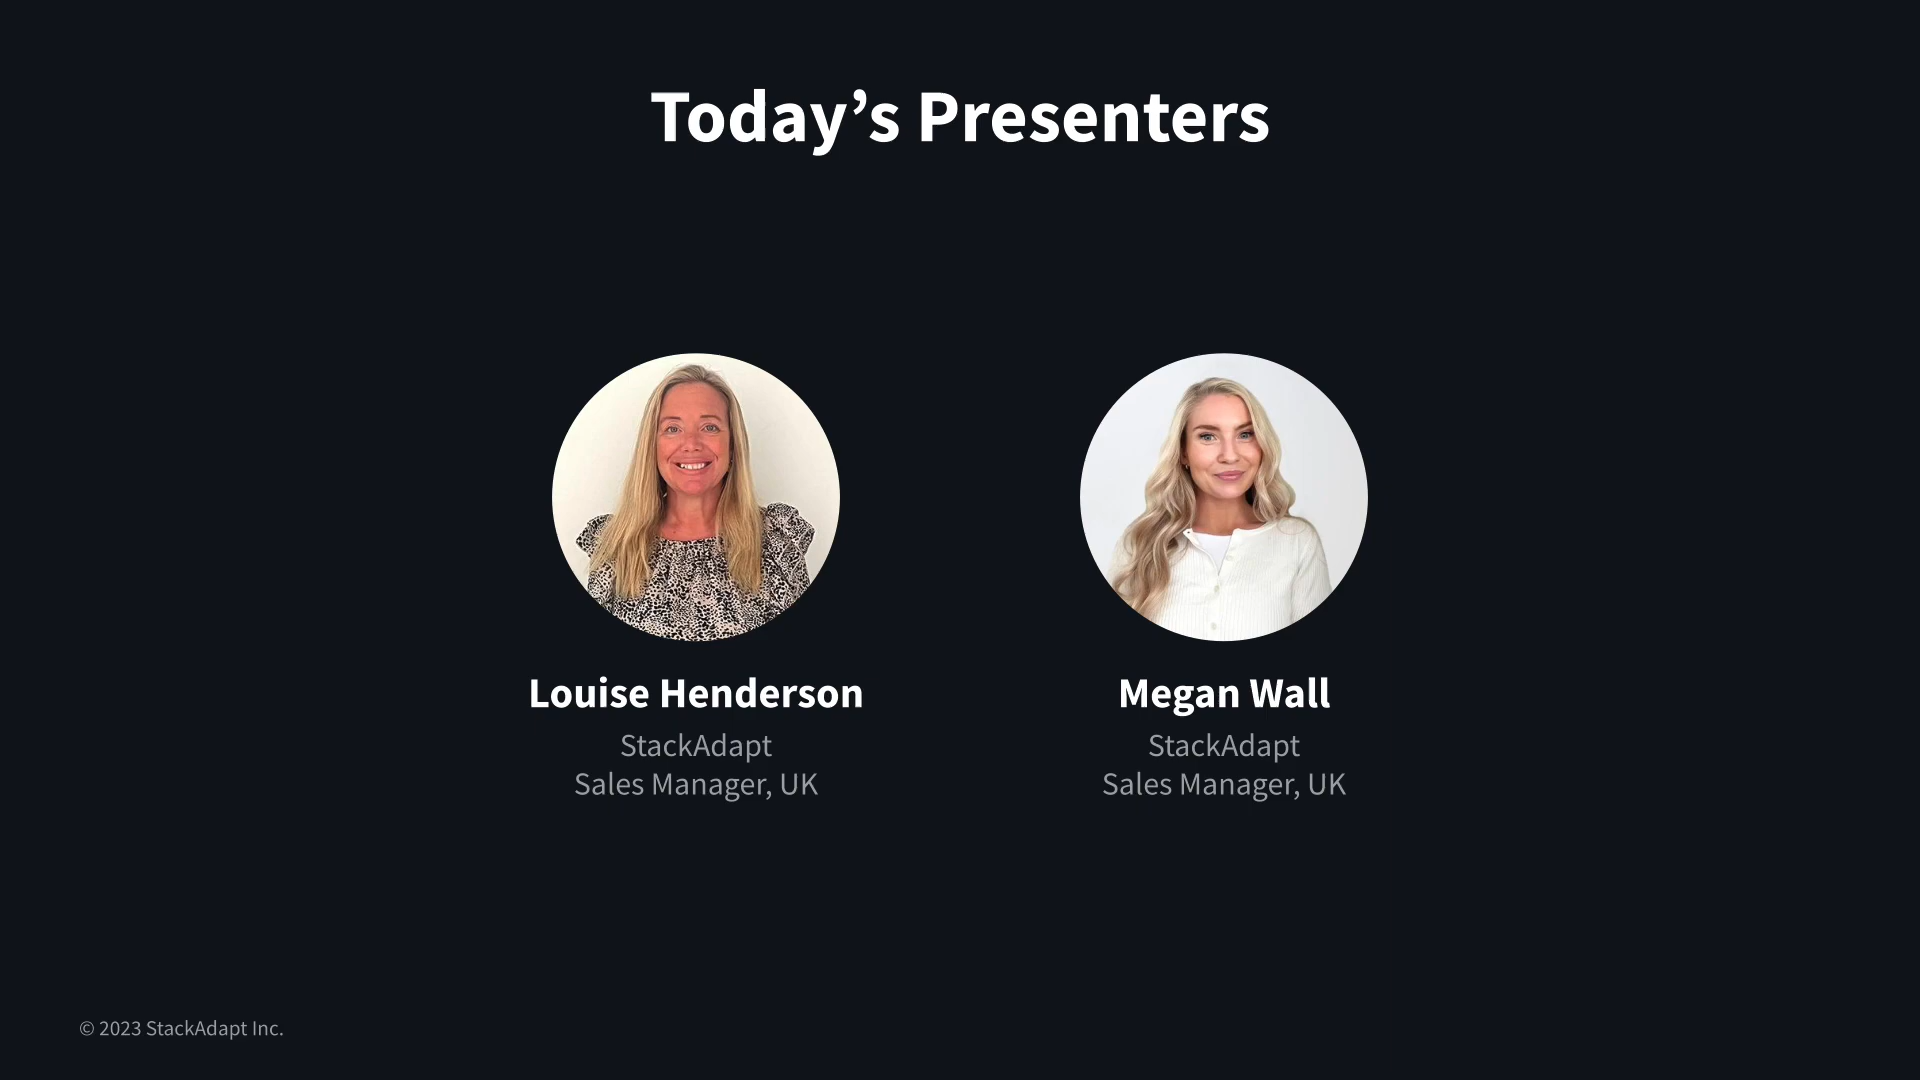 Today’s Presenters
Louise Henderson
StackAdapt
Sales Manager, UK
Megan Wall
StackAdapt
Sales Manager, UK
© 2023 StackAdapt Inc.